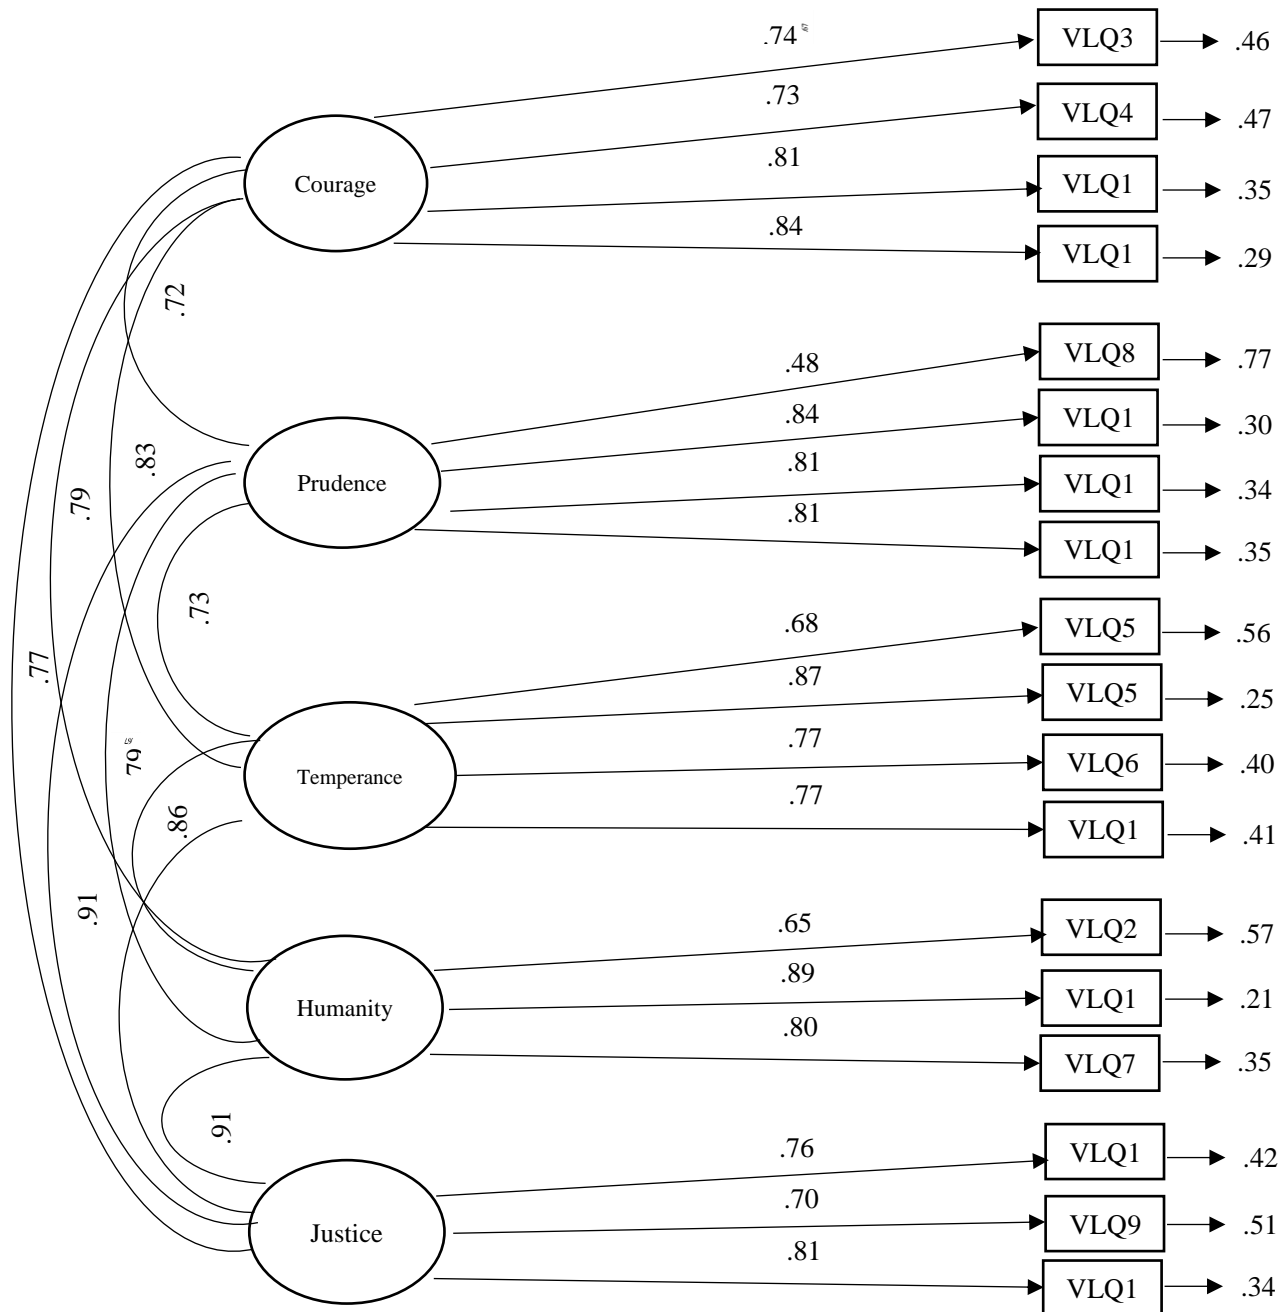 .74 VLQ3 .46
.73 VLQ4 .47
.81 VLQ1 .35
.84 VLQ1 .29
Courage
.72
.83
.79
.77
.48 VLQ8 .77
.84 VLQ1 .30
.81 VLQ1 .34
.81 VLQ1 .35
Prudence
.73
.79
.91
.68 VLQ5 .56
.87 VLQ5 .25
.77 VLQ6 .40
.77 VLQ1 .41
Temperance
.86
.65 VLQ2 .57
.89 VLQ1 .21
.80 VLQ7 .35
Humanity
.91
.76 VLQ1 .42
.70 VLQ9 .51
.81 VLQ1 .34
Justice